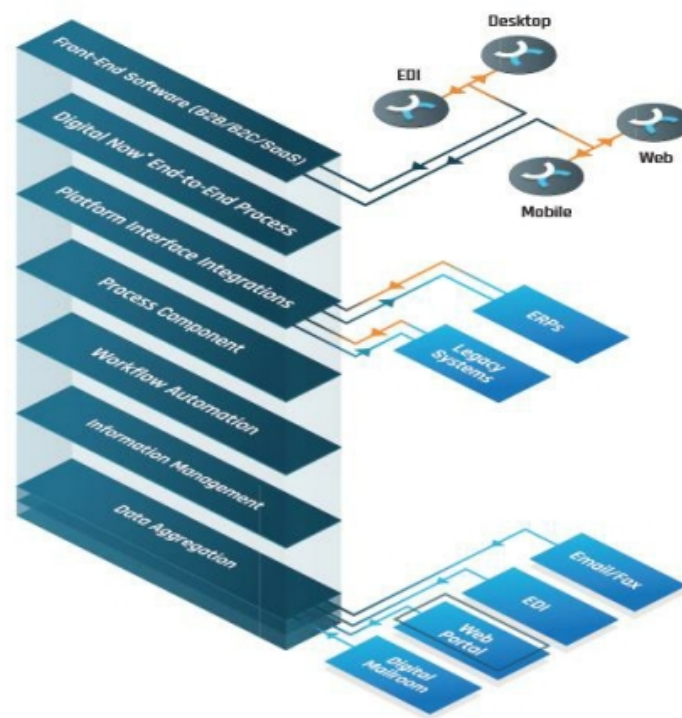 Desktop
EDI
Web
Mobile
Front-End Software (B2B/B2C/SaaS)
Digital Now® End-to-End Process
Platform Interface Integrations
Process Component
Workflow Automation
Information Management
Data Aggregation
ERPs
Legacy
Systems
Email/Fax
EDI
Web
Portal
Digital
Mailroom